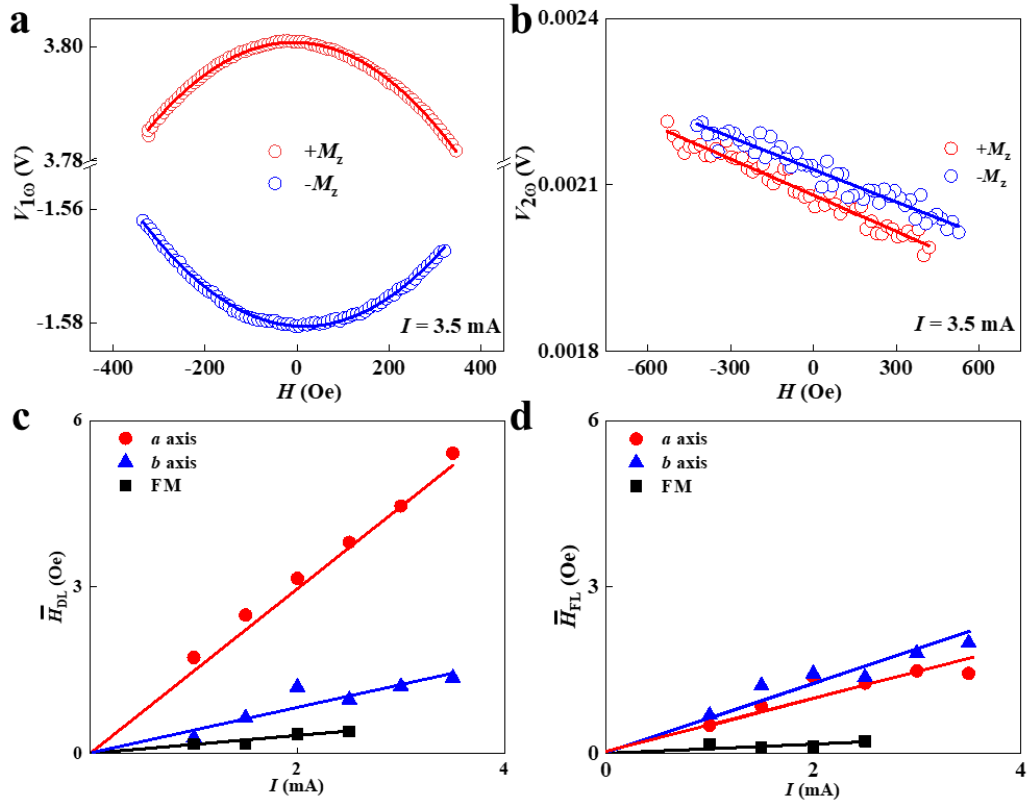 a
3.80
3.78
-1.56
-1.58
V1ω (V)
+Mz
-Mz
I = 3.5 mA
-400 -200 0 200 400
H (Oe)
b
0.0024
0.0021
0.0018
V2ω (V)
+Mz
-Mz
I = 3.5 mA
-600 -300 0 300 600
H (Oe)
c
6
3
0
H̅DL (Oe)
a axis
b axis
FM
2 4
I (mA)
d
6
3
0
H̅FL (Oe)
a axis
b axis
FM
0 1 2 3 4
I (mA)